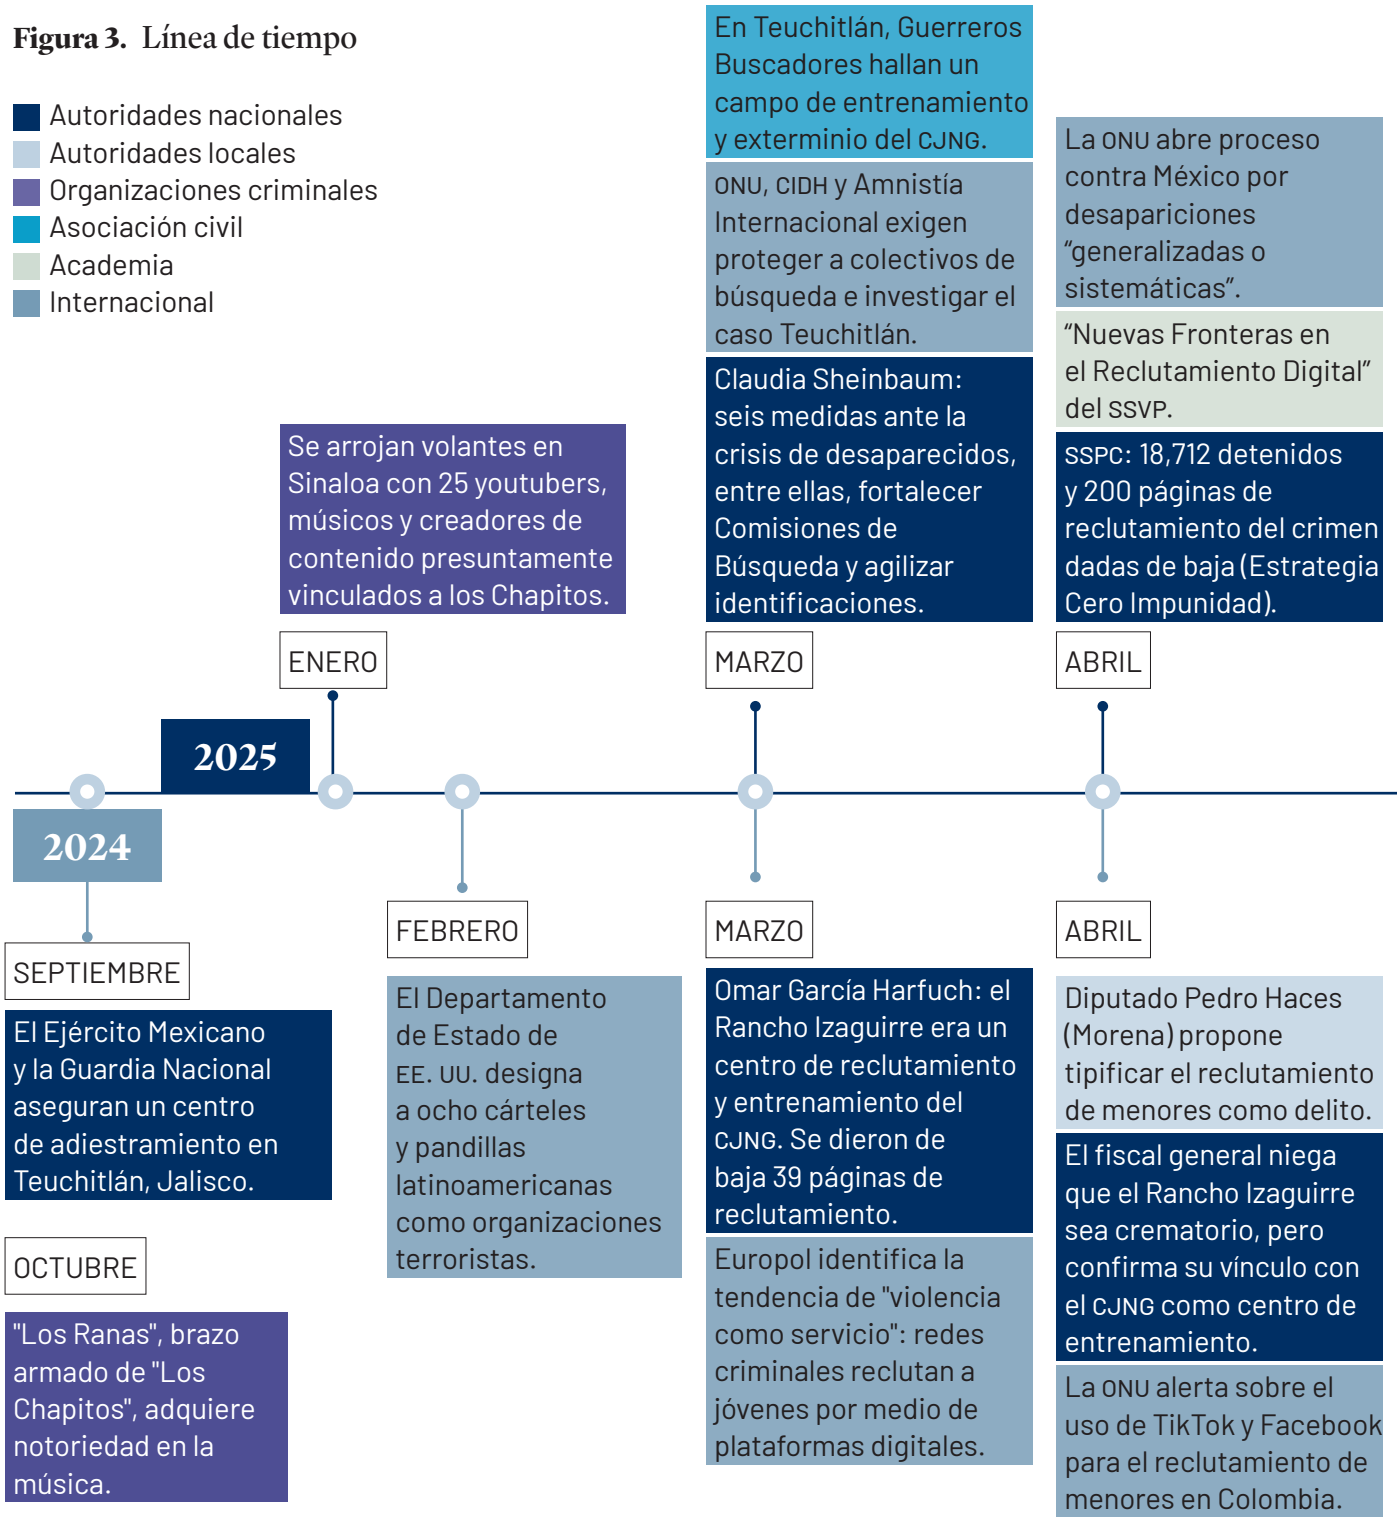 Figura 3. Línea de tiempo
Autoridades nacionales
Autoridades locales
Organizaciones criminales
Asociación civil
Academia
Internacional
Se arrojan volantes en
Sinaloa con 25 youtubers,
músicos y creadores de
contenido presuntamente
vinculados a los Chapitos.
ENERO
En Teuchitlán, Guerreros
Buscadores hallan un
campo de entrenamiento
y exterminio del CJNG.
ONU, CIDH y Amnistía
Internacional exigen
proteger a colectivos de
búsqueda e investigar el
caso Teuchitlán.
Claudia Sheinbaum:
seis medidas ante la
crisis de desaparecidos,
entre ellas, fortalecer
Comisiones de
Búsqueda y agilizar
identificaciones.
MARZO
La ONU abre proceso
contra México por
desapariciones
“generalizadas o
sistemáticas”.
“Nuevas Fronteras en
el Reclutamiento Digital”
del SSVP.
SSPC: 18,712 detenidos
y 200 páginas de
reclutamiento del crimen
dadas de baja (Estrategia
Cero Impunidad).
ABRIL
2025
2024
SEPTIEMBRE
El Ejército Mexicano
y la Guardia Nacional
aseguran un centro
de adiestramiento en
Teuchitlán, Jalisco.
OCTUBRE
"Los Ranas", brazo
armado de "Los
Chapitos", adquiere
notoriedad en la
música.
FEBRERO
El Departamento
de Estado de
EE. UU. designa
a ocho cárteles
y pandillas
latinoamericanas
como organizaciones
terroristas.
MARZO
Omar García Harfuch: el
Rancho Izaguirre era un
centro de reclutamiento
y entrenamiento del
CJNG. Se dieron de
baja 39 páginas de
reclutamiento.
Europol identifica la
tendencia de "violencia
como servicio": redes
criminales reclutan a
jóvenes por medio de
plataformas digitales.
ABRIL
Diputado Pedro Haces
(Morena) propone
tipificar el reclutamiento
de menores como delito.
El fiscal general niega
que el Rancho Izaguirre
sea crematorio, pero
confirma su vínculo con
el CJNG como centro de
entrenamiento.
La ONU alerta sobre el
uso de TikTok y Facebook
para el reclutamiento de
menores en Colombia.